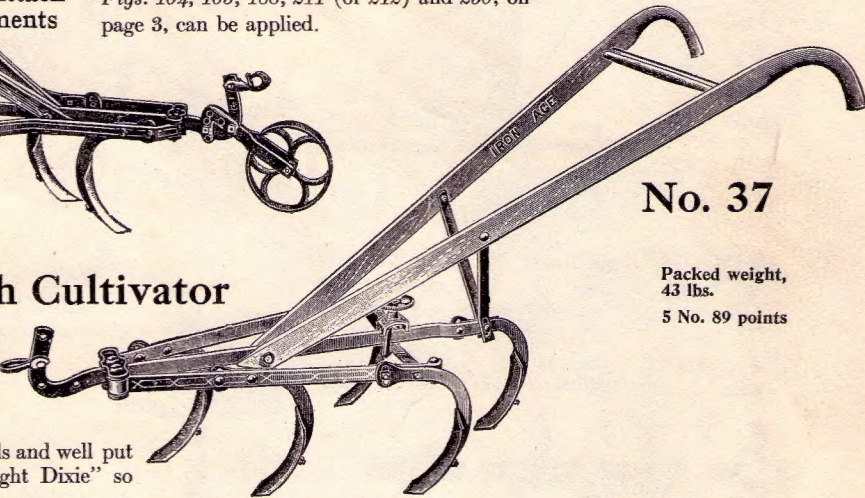 ments
on
page 3, can be applied.
IRON AGE
No. 37
Packed weight,
43 lbs.
5 No. 89 points
h Cultivator
ls and well put
ght Dixie” so